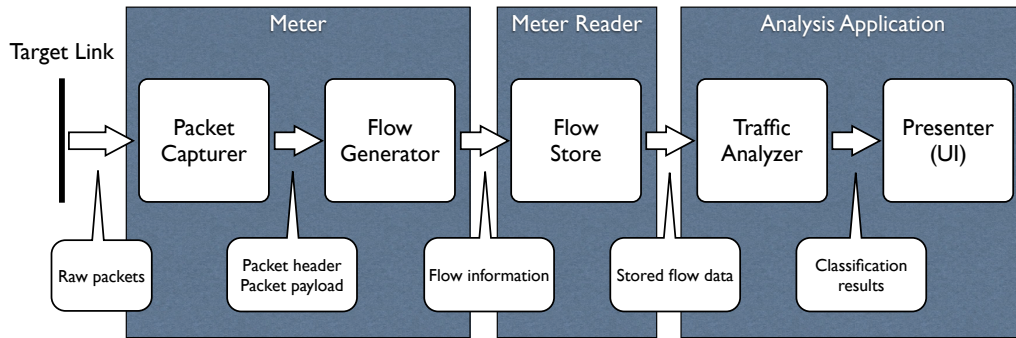 Meter
Meter Reader
Analysis Application
Target Link
Packet
Capturer
Flow
Generator
Flow
Store
Traffic
Analyzer
Presenter
(UI)
Raw packets
Packet header
Packet payload
Flow information
Stored flow data
Classification
results